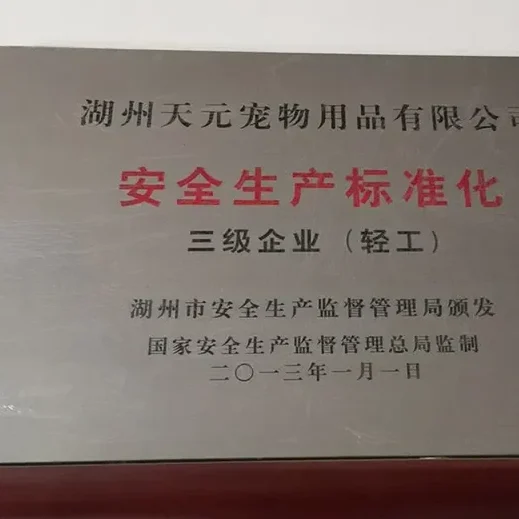 湖州天元宠物用品有限公司
安全生产标准化
三级企业（轻工）
湖州市安全生产监督管理局颁发
国家安全生产监督管理总局监制
二〇一三年一月一日